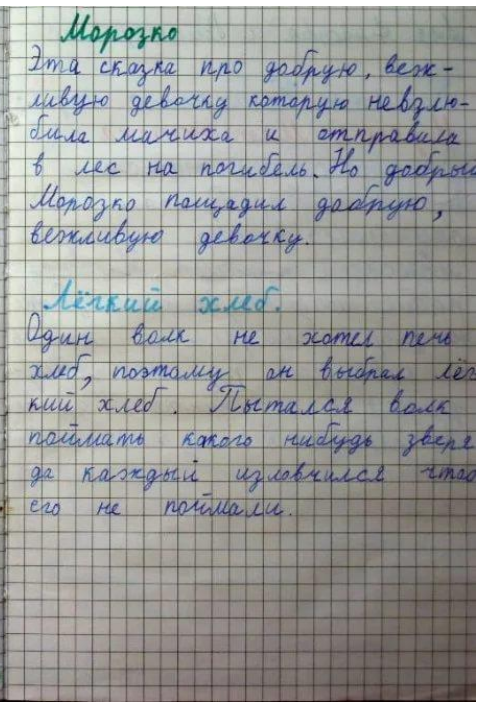 Морозко
Эта сказка про добрую, веж-
ливую девочку которую невзлю-
била мачиха и отправила
в лес на погибель. Но добрый
Морозко пощадил добрую,
вежливую девочку.
Лёгкий хлеб.
Один волк не хотел печь
хлеб, поэтому он выбрал лёг
кий хлеб. Пытался волк
поймать какого нибудь зверя
да каждый изловчился чтоб
его не поймали.